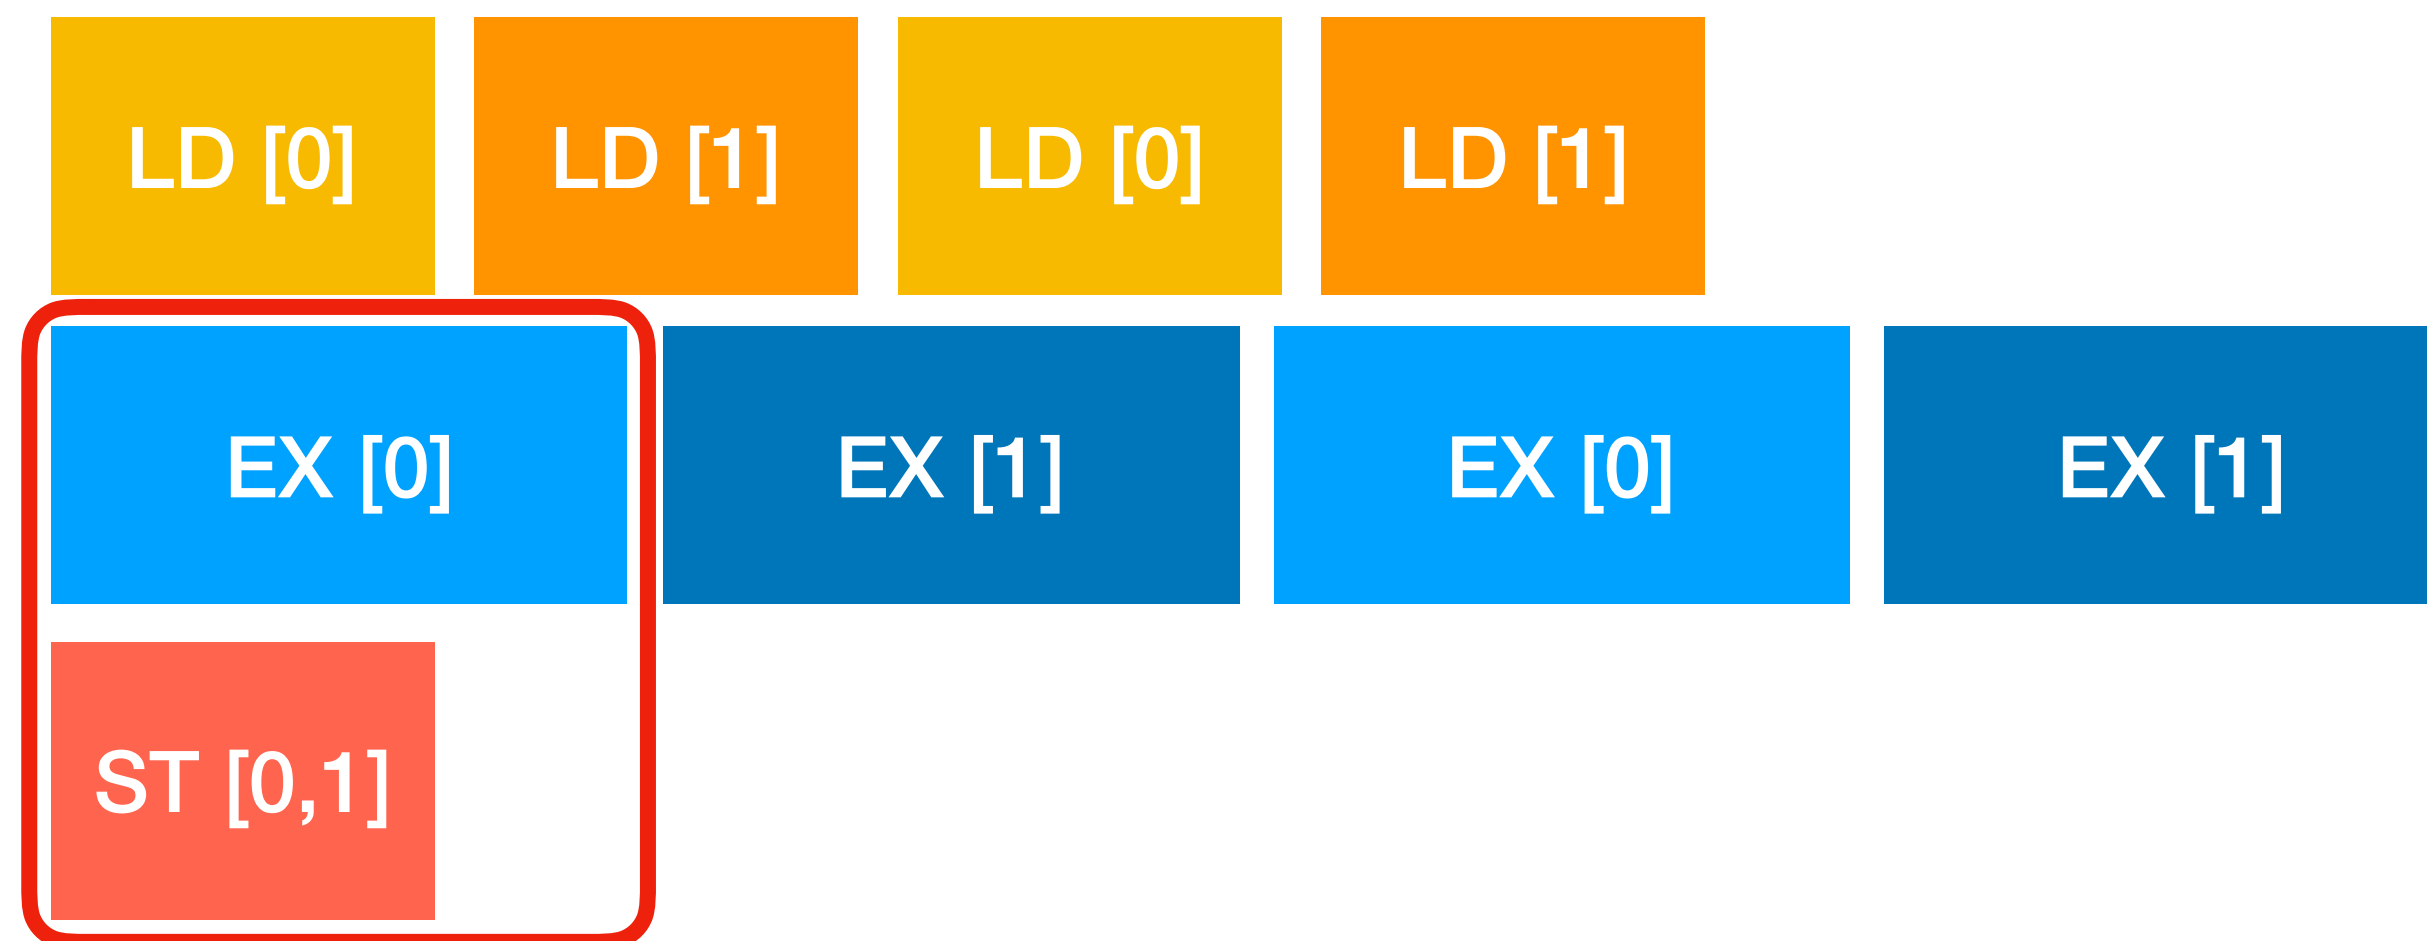 LD [0] LD [1] LD [0] LD [1]
EX [0] EX [1] EX [0] EX [1]
ST [0,1]